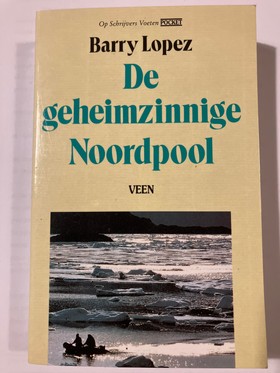 Op Schrijvers Voeten POCKET
Barry Lopez
De
geheimzinnige
Noordpool
VEEN